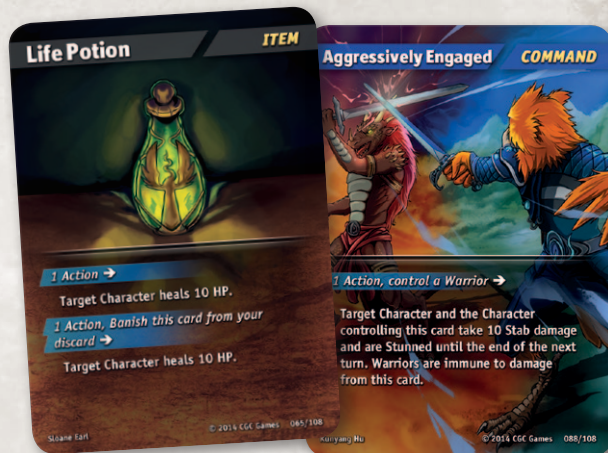 Life Potion
ITEM
1 Action →
Target Character heals 10 HP.
1 Action, Banish this card from your
discard →
Target Character heals 10 HP.
Sloane Earl
© 2014 CGC Games 065/108
Aggressively Engaged
COMMAND
1 Action, control a Warrior →
Target Character and the Character
controlling this card take 10 Stab damage
and are Stunned until the end of the next
turn. Warriors are immune to damage
from this card.
Kunyang Hu
© 2014 CGC Games 088/108